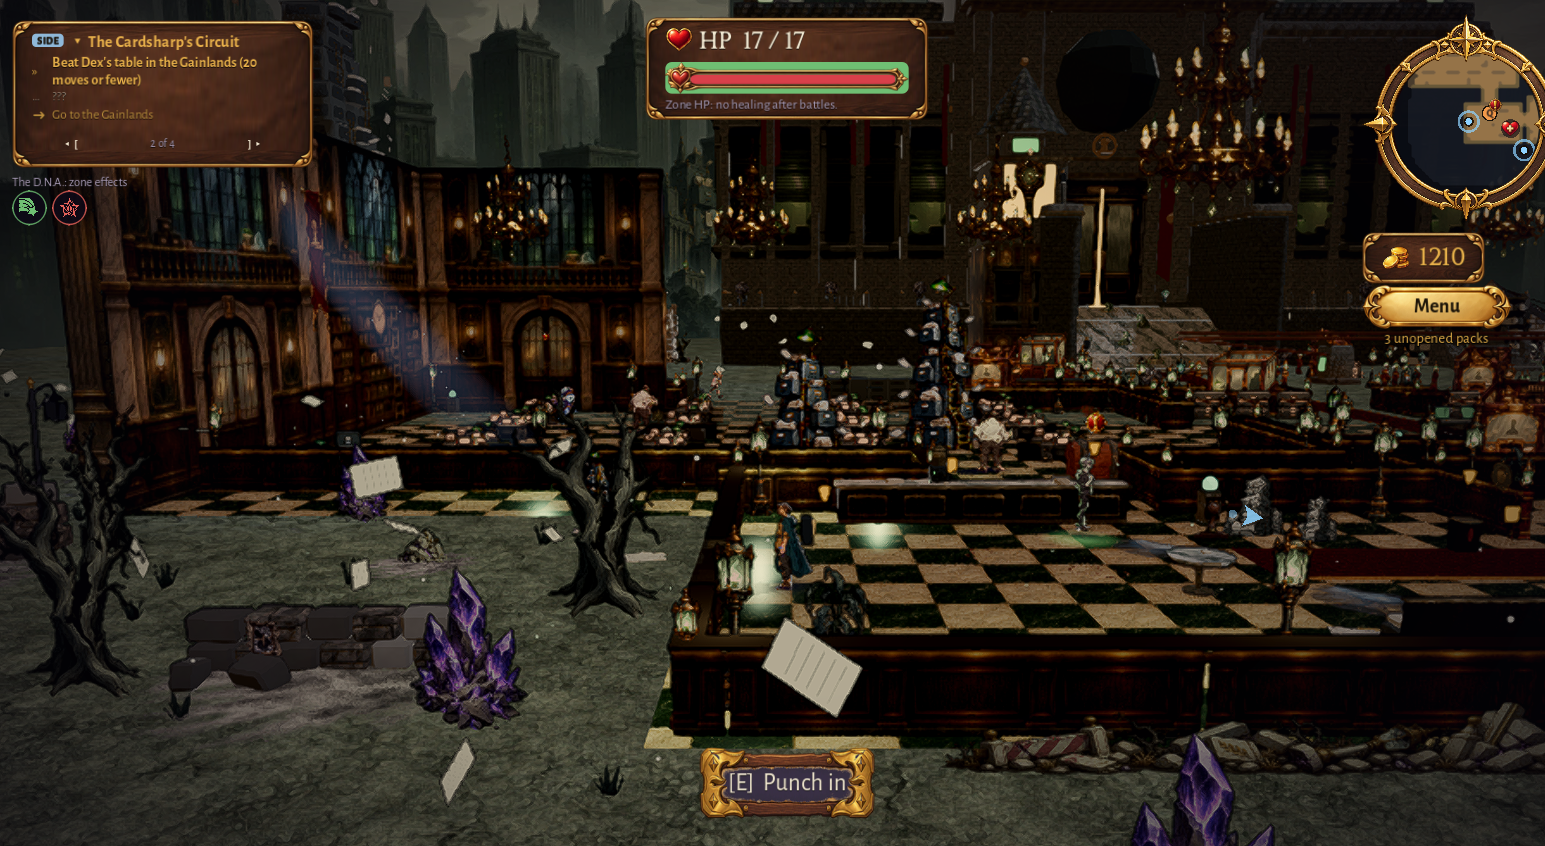 SIDE ▾ The Cardsharp's Circuit
» Beat Dex's table in the Gainlands (20
moves or fewer)
... ???
→ Go to the Gainlands
◂ [ 2 of 4 ] ▸
The D.N.A.: zone effects
HP 17 / 17
Zone HP: no healing after battles.
1210
Menu
3 unopened packs
[E] Punch in